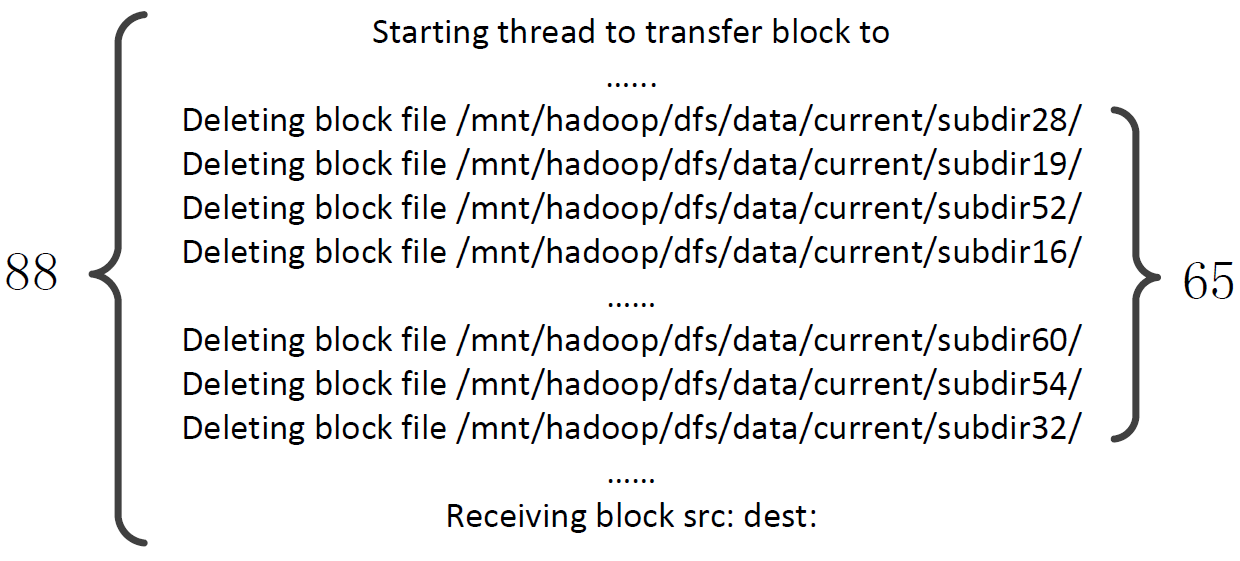 Starting thread to transfer block to
......
Deleting block file /mnt/hadoop/dfs/data/current/subdir28/
Deleting block file /mnt/hadoop/dfs/data/current/subdir19/
Deleting block file /mnt/hadoop/dfs/data/current/subdir52/
Deleting block file /mnt/hadoop/dfs/data/current/subdir16/
88
65
......
Deleting block file /mnt/hadoop/dfs/data/current/subdir60/
Deleting block file /mnt/hadoop/dfs/data/current/subdir54/
Deleting block file /mnt/hadoop/dfs/data/current/subdir32/
......
Receiving block src: dest: